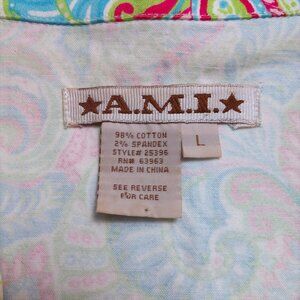 ★A.M.I.★
98% COTTON
2% SPANDEX
STYLE# 25396
RN# 63963
MADE IN CHINA
SEE REVERSE
FOR CARE
L